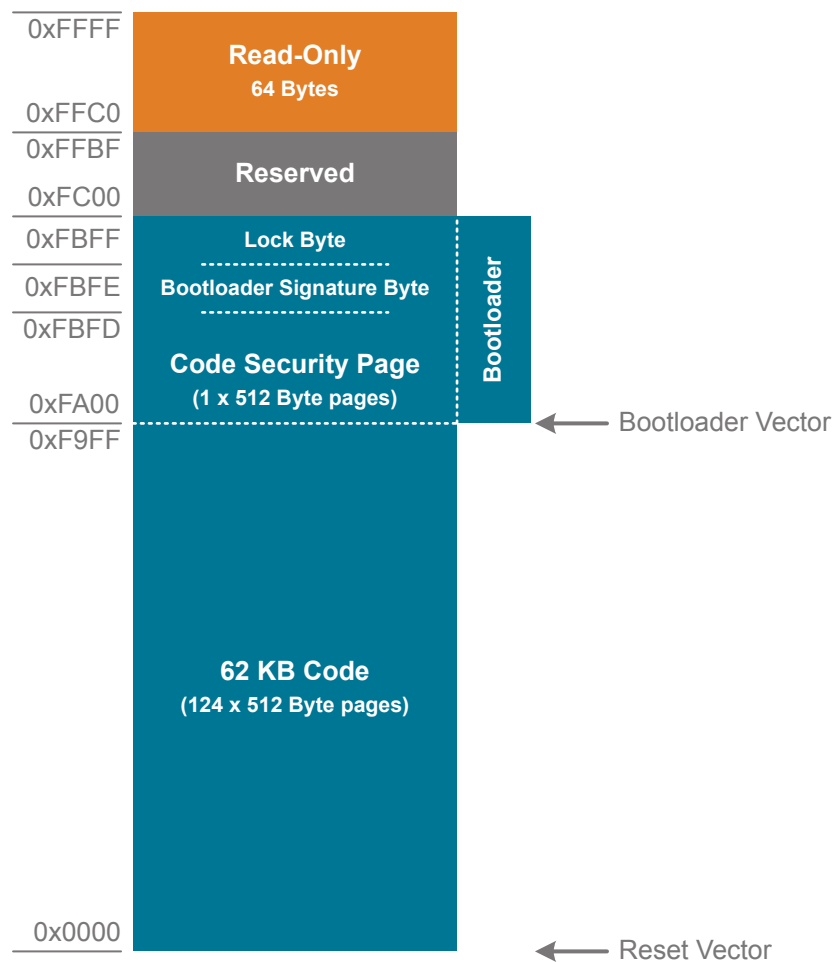 0xFFFF
Read-Only
64 Bytes
0xFFC0
0xFFBF
Reserved
0xFC00
0xFBFF
Lock Byte
0xFBFE
Bootloader Signature Byte
0xFBFD
Code Security Page
(1 x 512 Byte pages)
Bootloader
0xFA00
Bootloader Vector
0xF9FF
62 KB Code
(124 x 512 Byte pages)
0x0000
Reset Vector